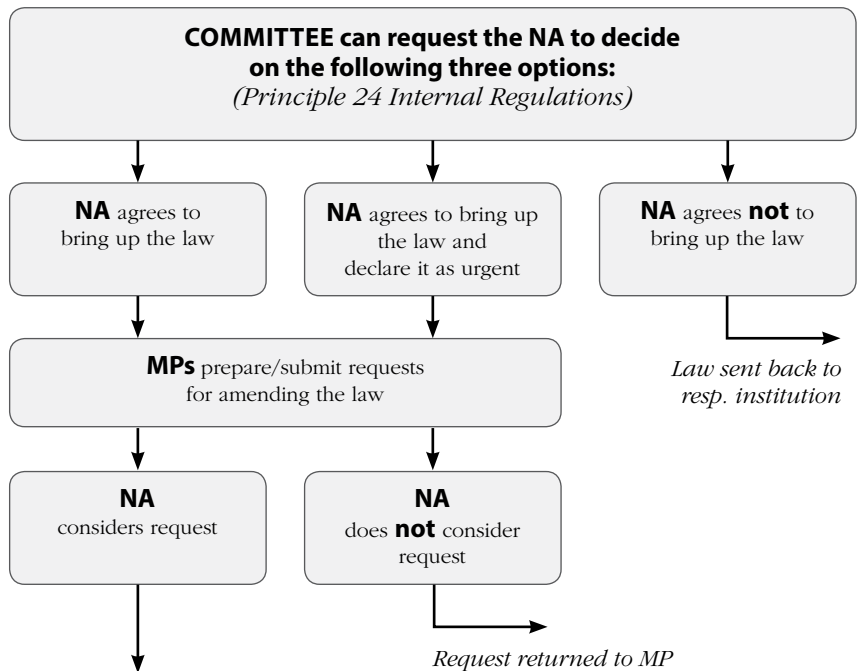 COMMITTEE can request the NA to decide
on the following three options:
(Principle 24 Internal Regulations)
NA agrees to
bring up the law
NA agrees to bring up
the law and
declare it as urgent
NA agrees not to
bring up the law
MPs prepare/submit requests
for amending the law
Law sent back to
resp. institution
NA
considers request
NA
does not consider
request
Request returned to MP